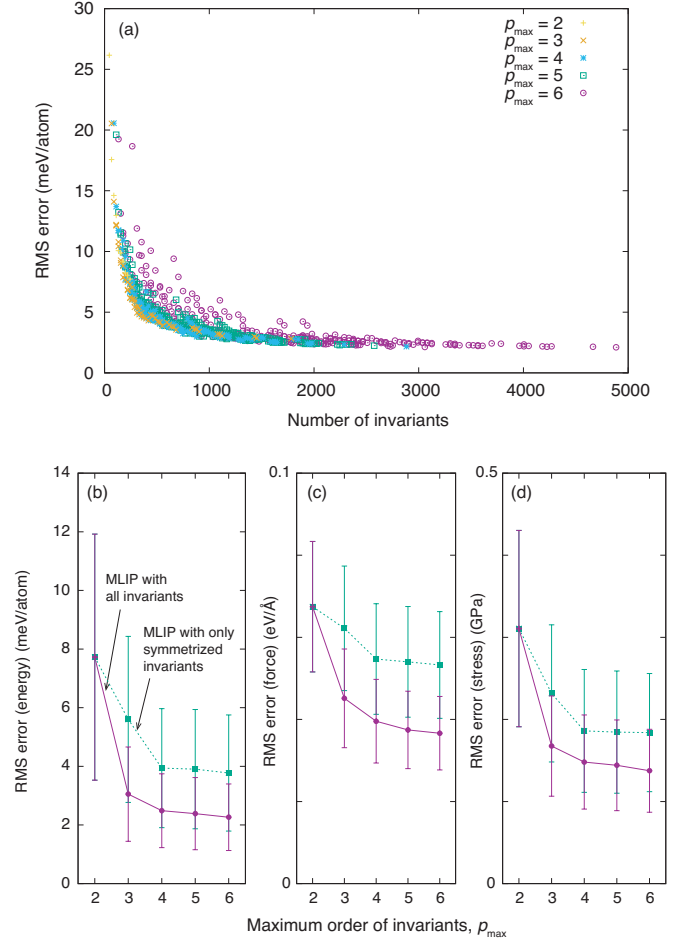 (a)
p_max = 2
p_max = 3
p_max = 4
p_max = 5
p_max = 6
30
25
20
15
10
5
0
RMS error (meV/atom)
0 1000 2000 3000 4000 5000
Number of invariants
(b)
14
12
10
8
6
4
2
0
RMS error (energy) (meV/atom)
MLIP with
all invariants
MLIP with only
symmetrized
invariants
2 3 4 5 6
(c)
0.1
0
RMS error (force) (eV/Å)
2 3 4 5 6
(d)
0.5
0
RMS error (stress) (GPa)
2 3 4 5 6
Maximum order of invariants, p_max